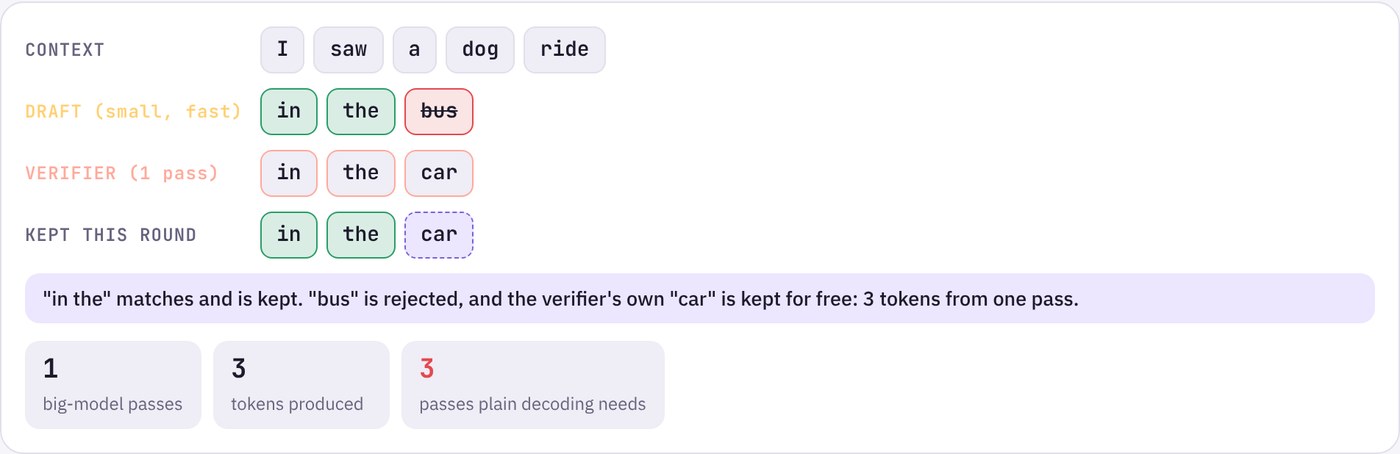 CONTEXT I saw a dog ride
DRAFT (small, fast) in the bus
VERIFIER (1 pass) in the car
KEPT THIS ROUND in the car
"in the" matches and is kept. "bus" is rejected, and the verifier's own "car" is kept for free: 3 tokens from one pass.
1 3 3
big-model passes tokens produced passes plain decoding needs